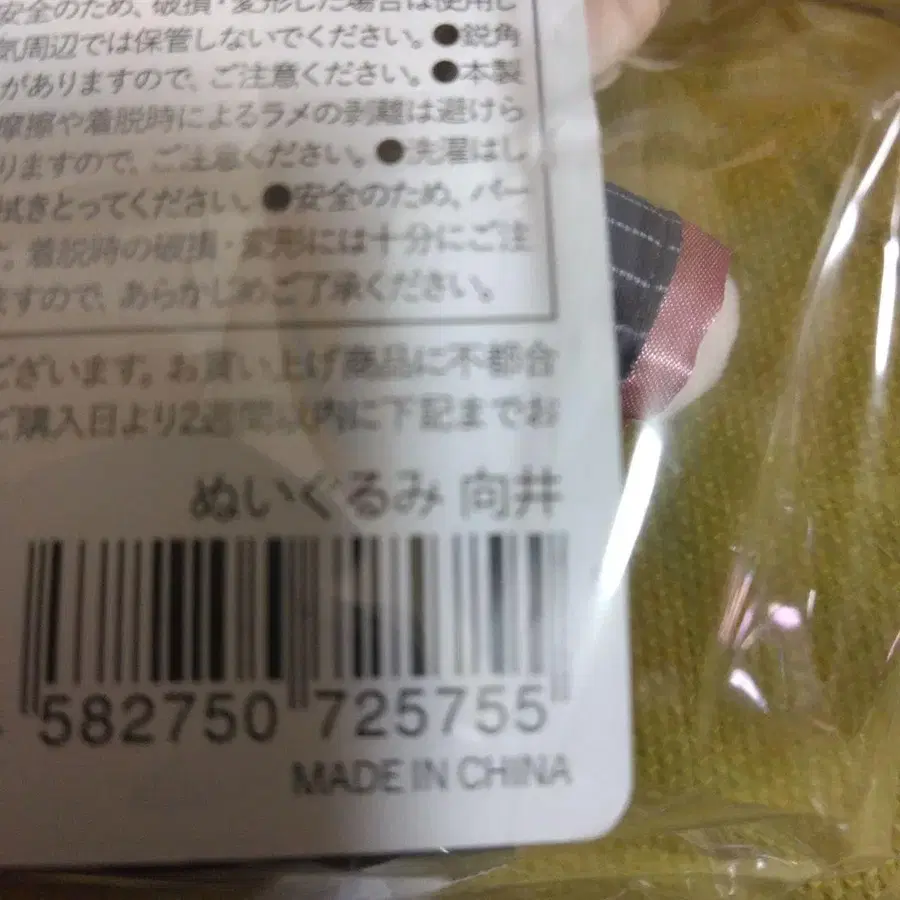 安全のため、破損・変形した場合は使用し
気周辺では保管しないでください。●鋭角
がありますので、ご注意ください。●本製
摩擦や着脱時によるラメの剥離は避けら
りますので、ご注意ください。●洗濯はし
拭きとってください。●安全のため、パー
。着脱時の破損・変形には十分にご注
ますので、あらかじめご了承ください。
ございます。お買い上げ商品に不都合
ご購入日より2週間以内に下記までお
ぬいぐるみ 向井
582750 725755
MADE IN CHINA